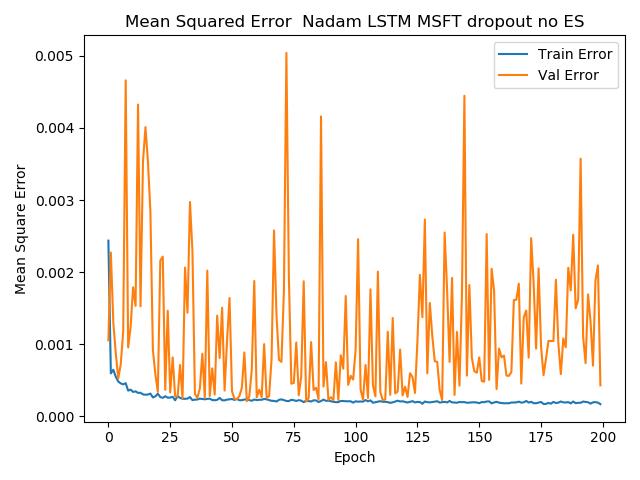 Mean Squared Error  Nadam LSTM MSFT dropout no ES
Train Error
Val Error
Mean Square Error
0.005
0.004
0.003
0.002
0.001
0.000
0 25 50 75 100 125 150 175 200
Epoch